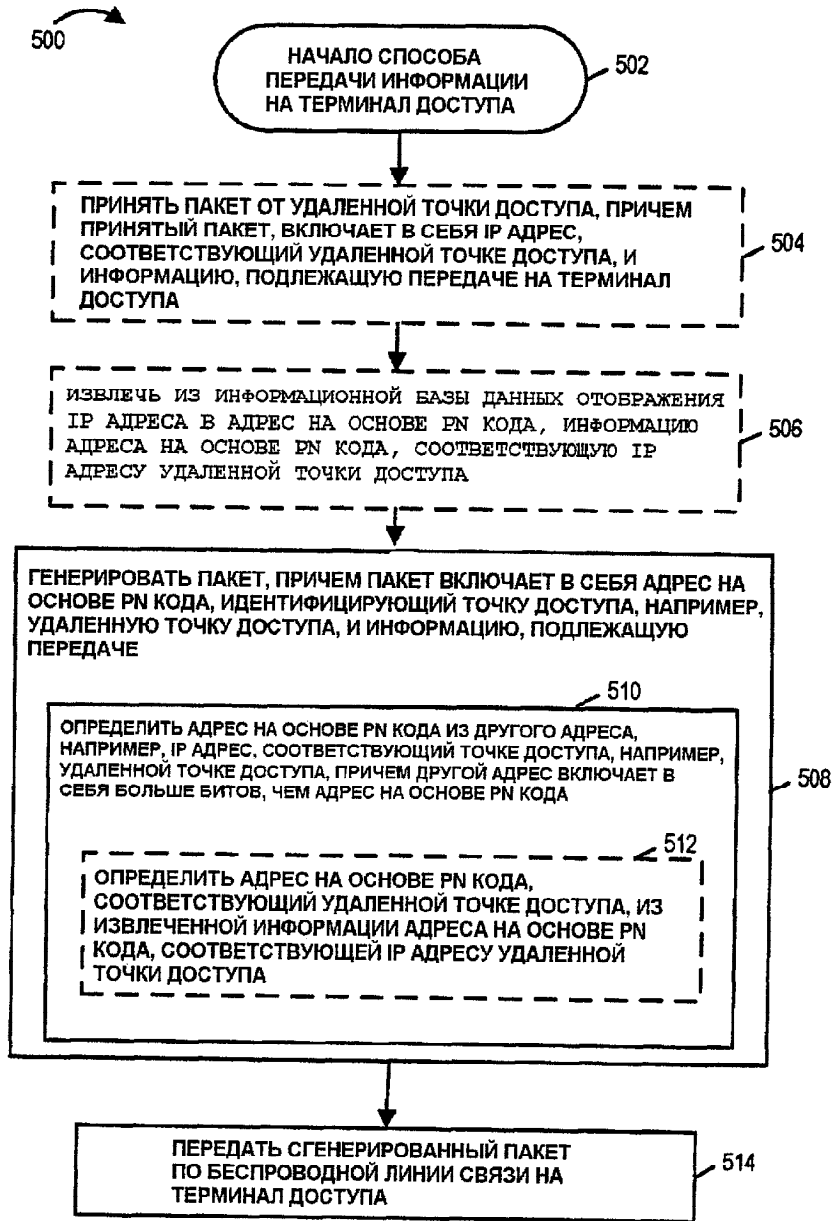 500
НАЧАЛО СПОСОБА
ПЕРЕДАЧИ ИНФОРМАЦИИ
НА ТЕРМИНАЛ ДОСТУПА
502
ПРИНЯТЬ ПАКЕТ ОТ УДАЛЕННОЙ ТОЧКИ ДОСТУПА, ПРИЧЕМ
ПРИНЯТЫЙ ПАКЕТ, ВКЛЮЧАЕТ В СЕБЯ IP АДРЕС,
СООТВЕТСТВУЮЩИЙ УДАЛЕННОЙ ТОЧКЕ ДОСТУПА, И
ИНФОРМАЦИЮ, ПОДЛЕЖАЩУЮ ПЕРЕДАЧЕ НА ТЕРМИНАЛ
ДОСТУПА
504
ИЗВЛЕЧЬ ИЗ ИНФОРМАЦИОННОЙ БАЗЫ ДАННЫХ ОТОБРАЖЕНИЯ
IP АДРЕСА В АДРЕС НА ОСНОВЕ PN КОДА, ИНФОРМАЦИЮ
АДРЕСА НА ОСНОВЕ PN КОДА, СООТВЕТСТВУЮЩУЮ IP
АДРЕСУ УДАЛЕННОЙ ТОЧКИ ДОСТУПА
506
ГЕНЕРИРОВАТЬ ПАКЕТ, ПРИЧЕМ ПАКЕТ ВКЛЮЧАЕТ В СЕБЯ АДРЕС НА
ОСНОВЕ PN КОДА, ИДЕНТИФИЦИРУЮЩИЙ ТОЧКУ ДОСТУПА, НАПРИМЕР,
УДАЛЕННУЮ ТОЧКУ ДОСТУПА, И ИНФОРМАЦИЮ, ПОДЛЕЖАЩУЮ
ПЕРЕДАЧЕ
510
ОПРЕДЕЛИТЬ АДРЕС НА ОСНОВЕ PN КОДА ИЗ ДРУГОГО АДРЕСА,
НАПРИМЕР, IP АДРЕС, СООТВЕТСТВУЮЩИЙ ТОЧКЕ ДОСТУПА, НАПРИМЕР,
УДАЛЕННОЙ ТОЧКЕ ДОСТУПА, ПРИЧЕМ ДРУГОЙ АДРЕС ВКЛЮЧАЕТ В
СЕБЯ БОЛЬШЕ БИТОВ, ЧЕМ АДРЕС НА ОСНОВЕ PN КОДА
508
512
ОПРЕДЕЛИТЬ АДРЕС НА ОСНОВЕ PN КОДА,
СООТВЕТСТВУЮЩИЙ УДАЛЕННОЙ ТОЧКЕ ДОСТУПА, ИЗ
ИЗВЛЕЧЕННОЙ ИНФОРМАЦИИ АДРЕСА НА ОСНОВЕ PN
КОДА, СООТВЕТСТВУЮЩЕЙ IP АДРЕСУ УДАЛЕННОЙ
ТОЧКИ ДОСТУПА
ПЕРЕДАТЬ СГЕНЕРИРОВАННЫЙ ПАКЕТ
ПО БЕСПРОВОДНОЙ ЛИНИИ СВЯЗИ НА
ТЕРМИНАЛ ДОСТУПА
514